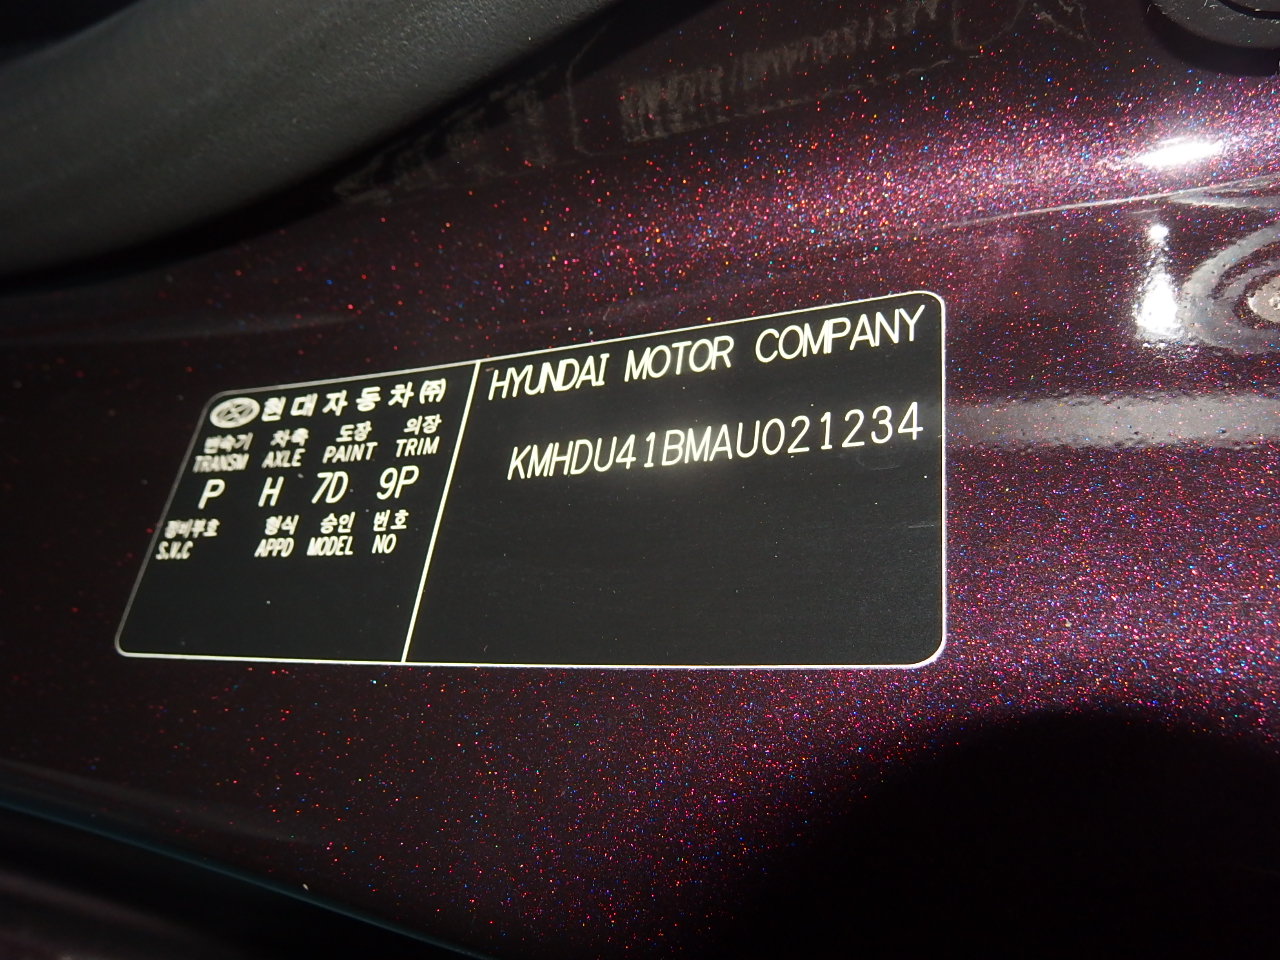 현대자동차㈜
변속기 차축 도장 의장
TRANSM AXLE PAINT TRIM
P H 7D 9P
장비부호 형식 승인 번호
S.V.C APPD MODEL NO
HYUNDAI MOTOR COMPANY
KMHDU41BMAU021234